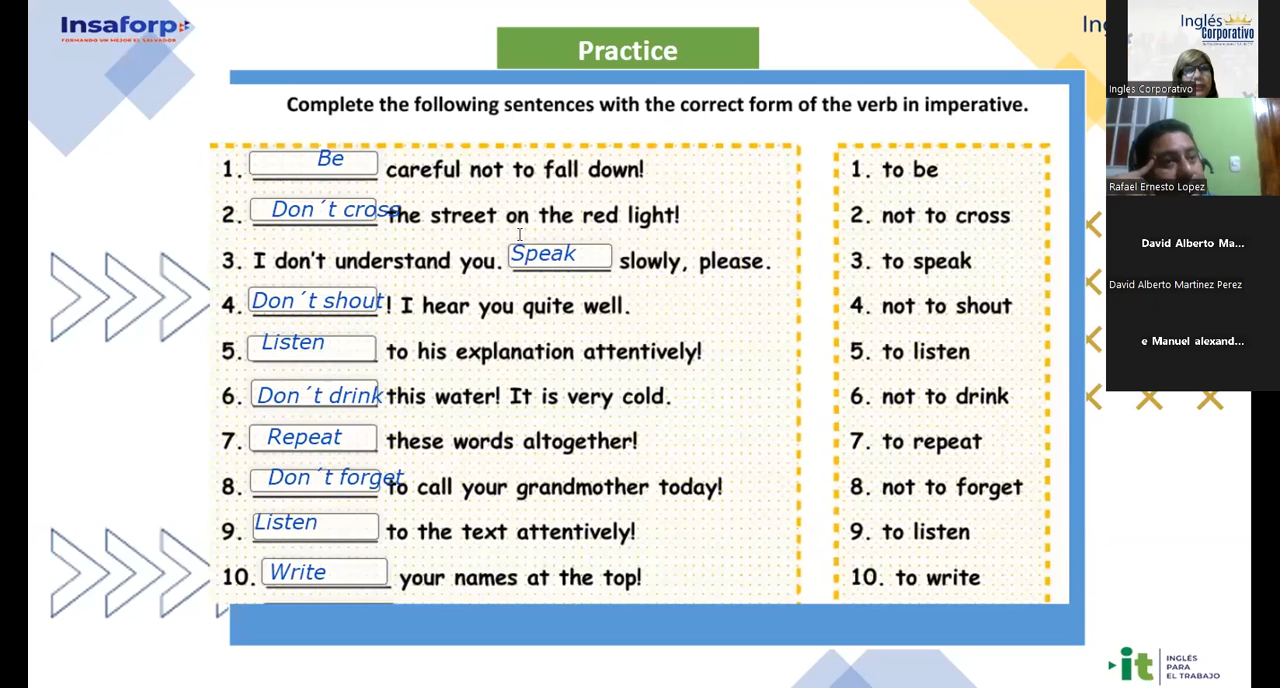 Insaforp
FORMANDO UN MEJOR EL SALVADOR
Practice
Ing
Inglés
Corporativo
Complete the following sentences with the correct form of the verb in imperative.
1. Be careful not to fall down!
2. Don´t cross the street on the red light!
3. I don't understand you. Speak slowly, please.
4. Don´t shout! I hear you quite well.
5. Listen to his explanation attentively!
6. Don´t drink this water! It is very cold.
7. Repeat these words altogether!
8. Don´t forget to call your grandmother today!
9. Listen to the text attentively!
10. Write your names at the top!
1. to be
2. not to cross
3. to speak
4. not to shout
5. to listen
6. not to drink
7. to repeat
8. not to forget
9. to listen
10. to write
Inglés Corporativo
Rafael Ernesto Lopez
David Alberto Ma...
David Alberto Martinez Perez
e Manuel alexand...
it
INGLÉS
PARA
EL TRABAJO